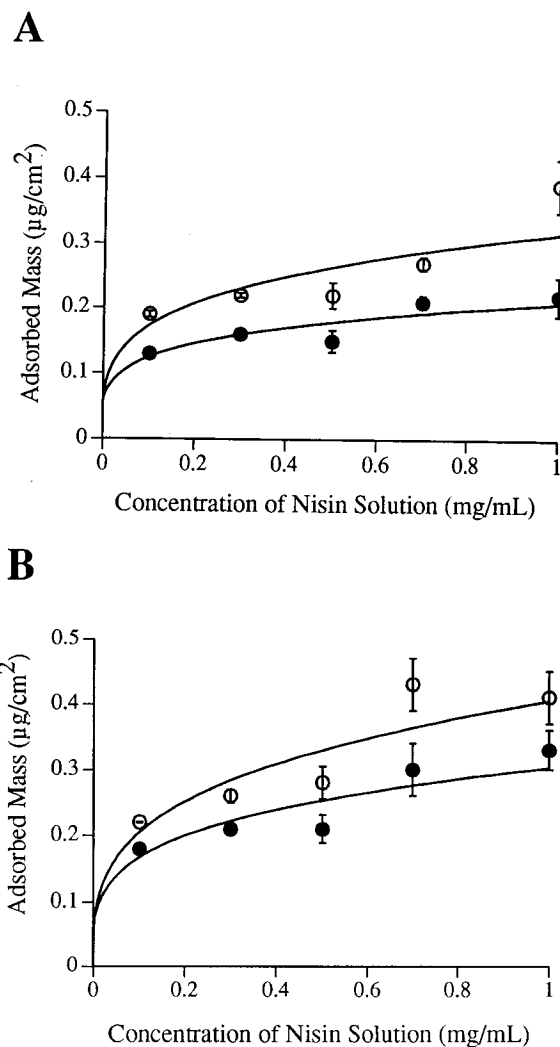 A
0.5
0.4
0.3
0.2
0.1
0
0 0.2 0.4 0.6 0.8 1
Adsorbed Mass (µg/cm²)
Concentration of Nisin Solution (mg/mL)
B
0.5
0.4
0.3
0.2
0.1
0
0 0.2 0.4 0.6 0.8 1
Adsorbed Mass (µg/cm²)
Concentration of Nisin Solution (mg/mL)